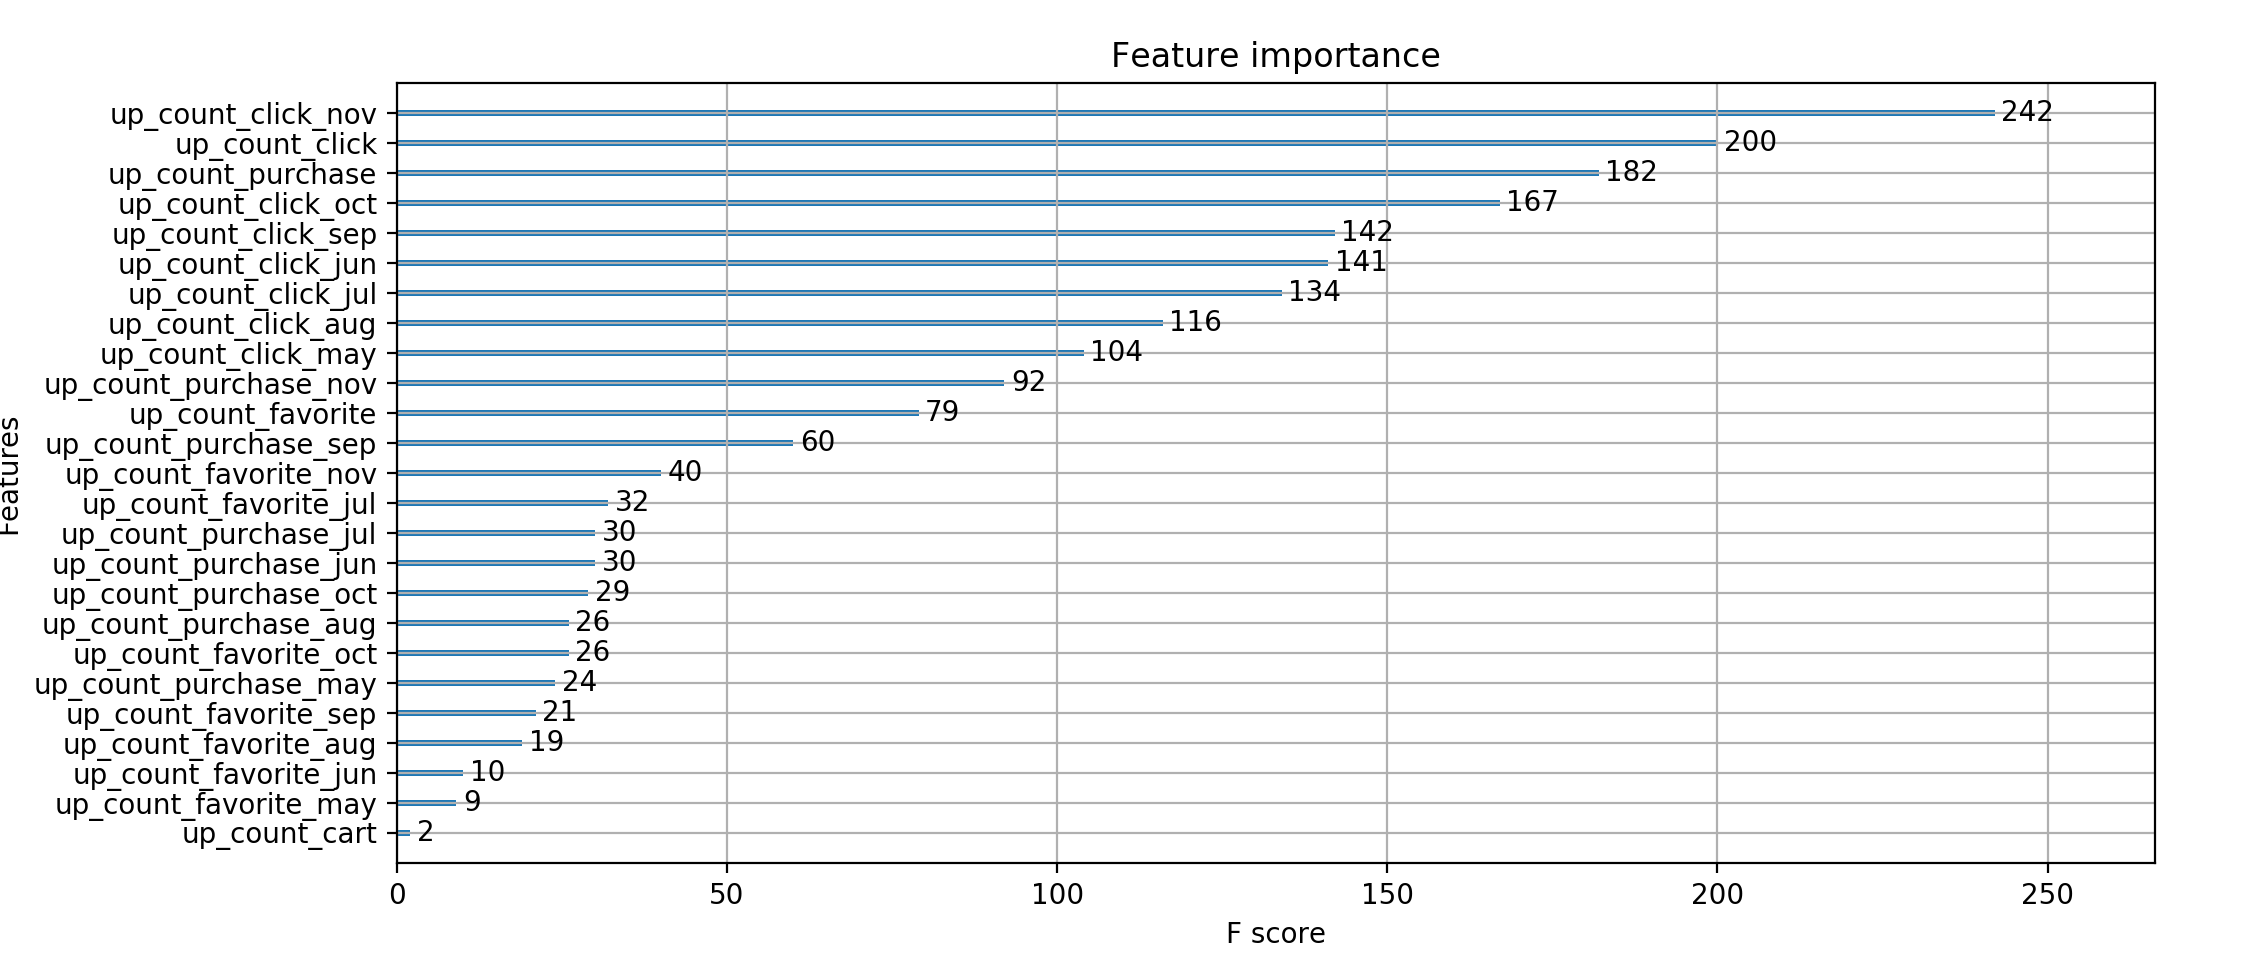 Feature importance
up_count_click_nov 242
up_count_click 200
up_count_purchase 182
up_count_click_oct 167
up_count_click_sep 142
up_count_click_jun 141
up_count_click_jul 134
up_count_click_aug 116
up_count_click_may 104
up_count_purchase_nov 92
up_count_favorite 79
up_count_purchase_sep 60
up_count_favorite_nov 40
up_count_favorite_jul 32
up_count_purchase_jul 30
up_count_purchase_jun 30
up_count_purchase_oct 29
up_count_purchase_aug 26
up_count_favorite_oct 26
up_count_purchase_may 24
up_count_favorite_sep 21
up_count_favorite_aug 19
up_count_favorite_jun 10
up_count_favorite_may 9
up_count_cart 2
Features
0 50 100 150 200 250
F score